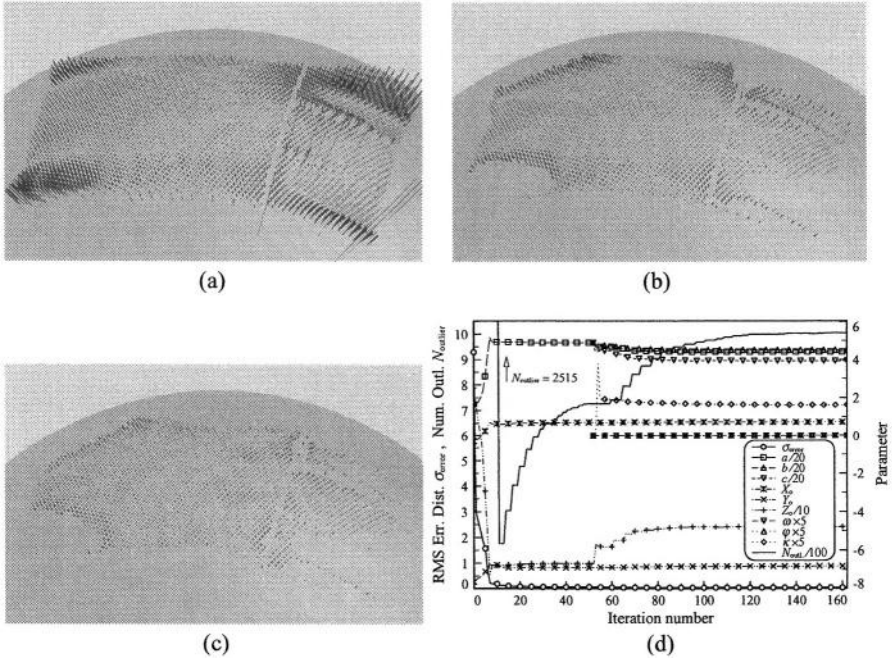 (a)
(b)
(c)
RMS Err. Dist. σerror , Num. Outl. Noutlier
10
9
8
7
6
5
4
3
2
1
0
Noutlier = 2515
6
4
2
0
-2
-4
-6
-8
Parameter
σerror
a/20
b/20
c/20
Xo
Yo
Zo/10
ω×5
φ×5
κ×5
Noutl./100
0 20 40 60 80 100 120 140 160
Iteration number
(d)